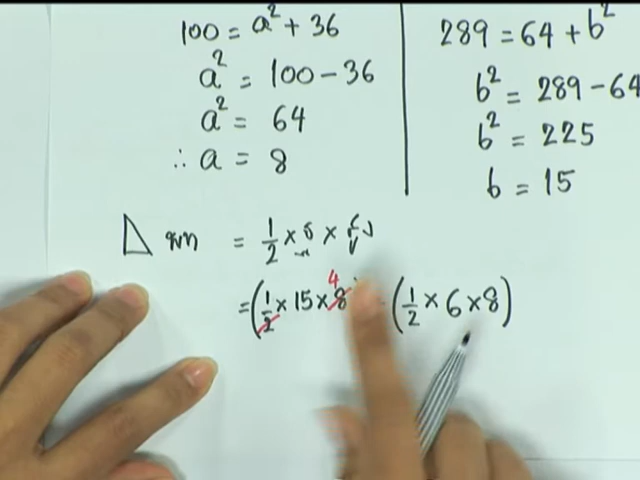 100 = a² + 36
a² = 100 - 36
a² = 64
∴ a = 8
289 = 64 + b²
b² = 289 - 64
b² = 225
b = 15
= 1/2 ×
= (1/2 × 15 × 8 4
(1/2 × 6 × 8)